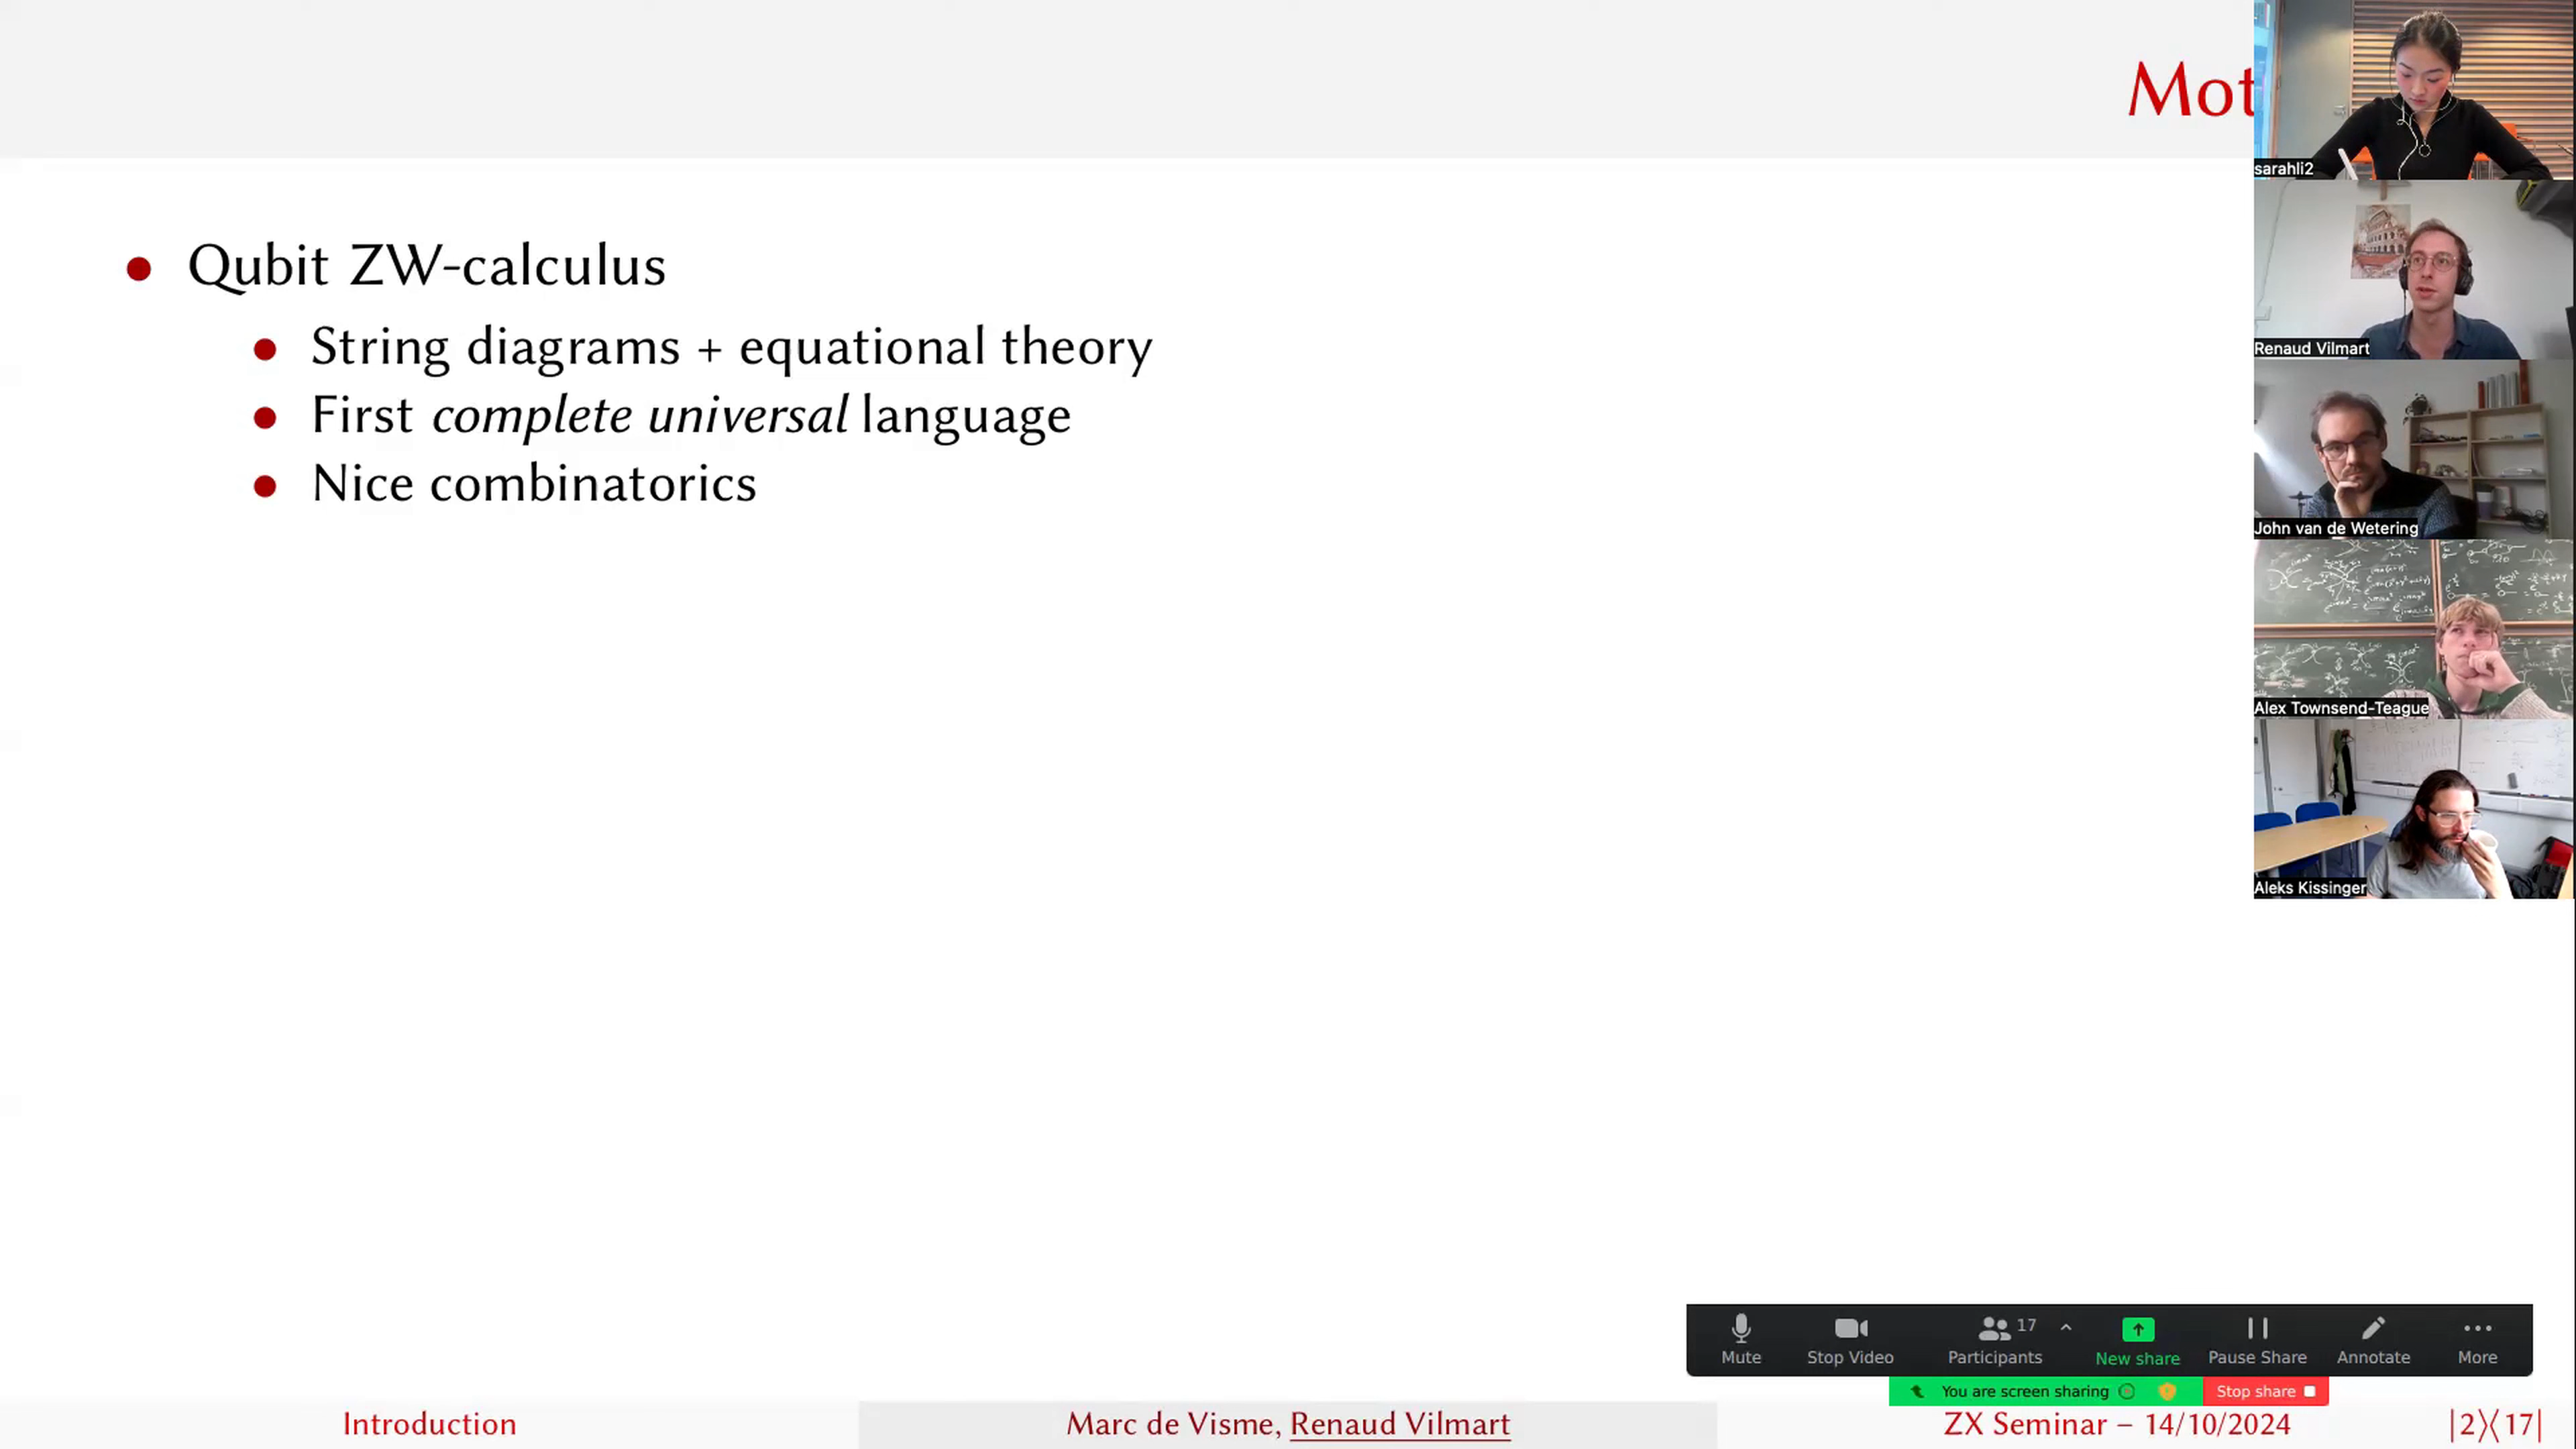 Mot
Qubit ZW-calculus
String diagrams + equational theory
First complete universal language
Nice combinatorics
sarahli2
Renaud Vilmart
John van de Wetering
Alex Townsend-Teague
Aleks Kissinger
17
Mute
Stop Video
Participants
New share
Pause Share
Annotate
More
You are screen sharing
Stop share
Introduction
Marc de Visme, Renaud Vilmart
ZX Seminar – 14/10/2024
|2⟩⟨17|